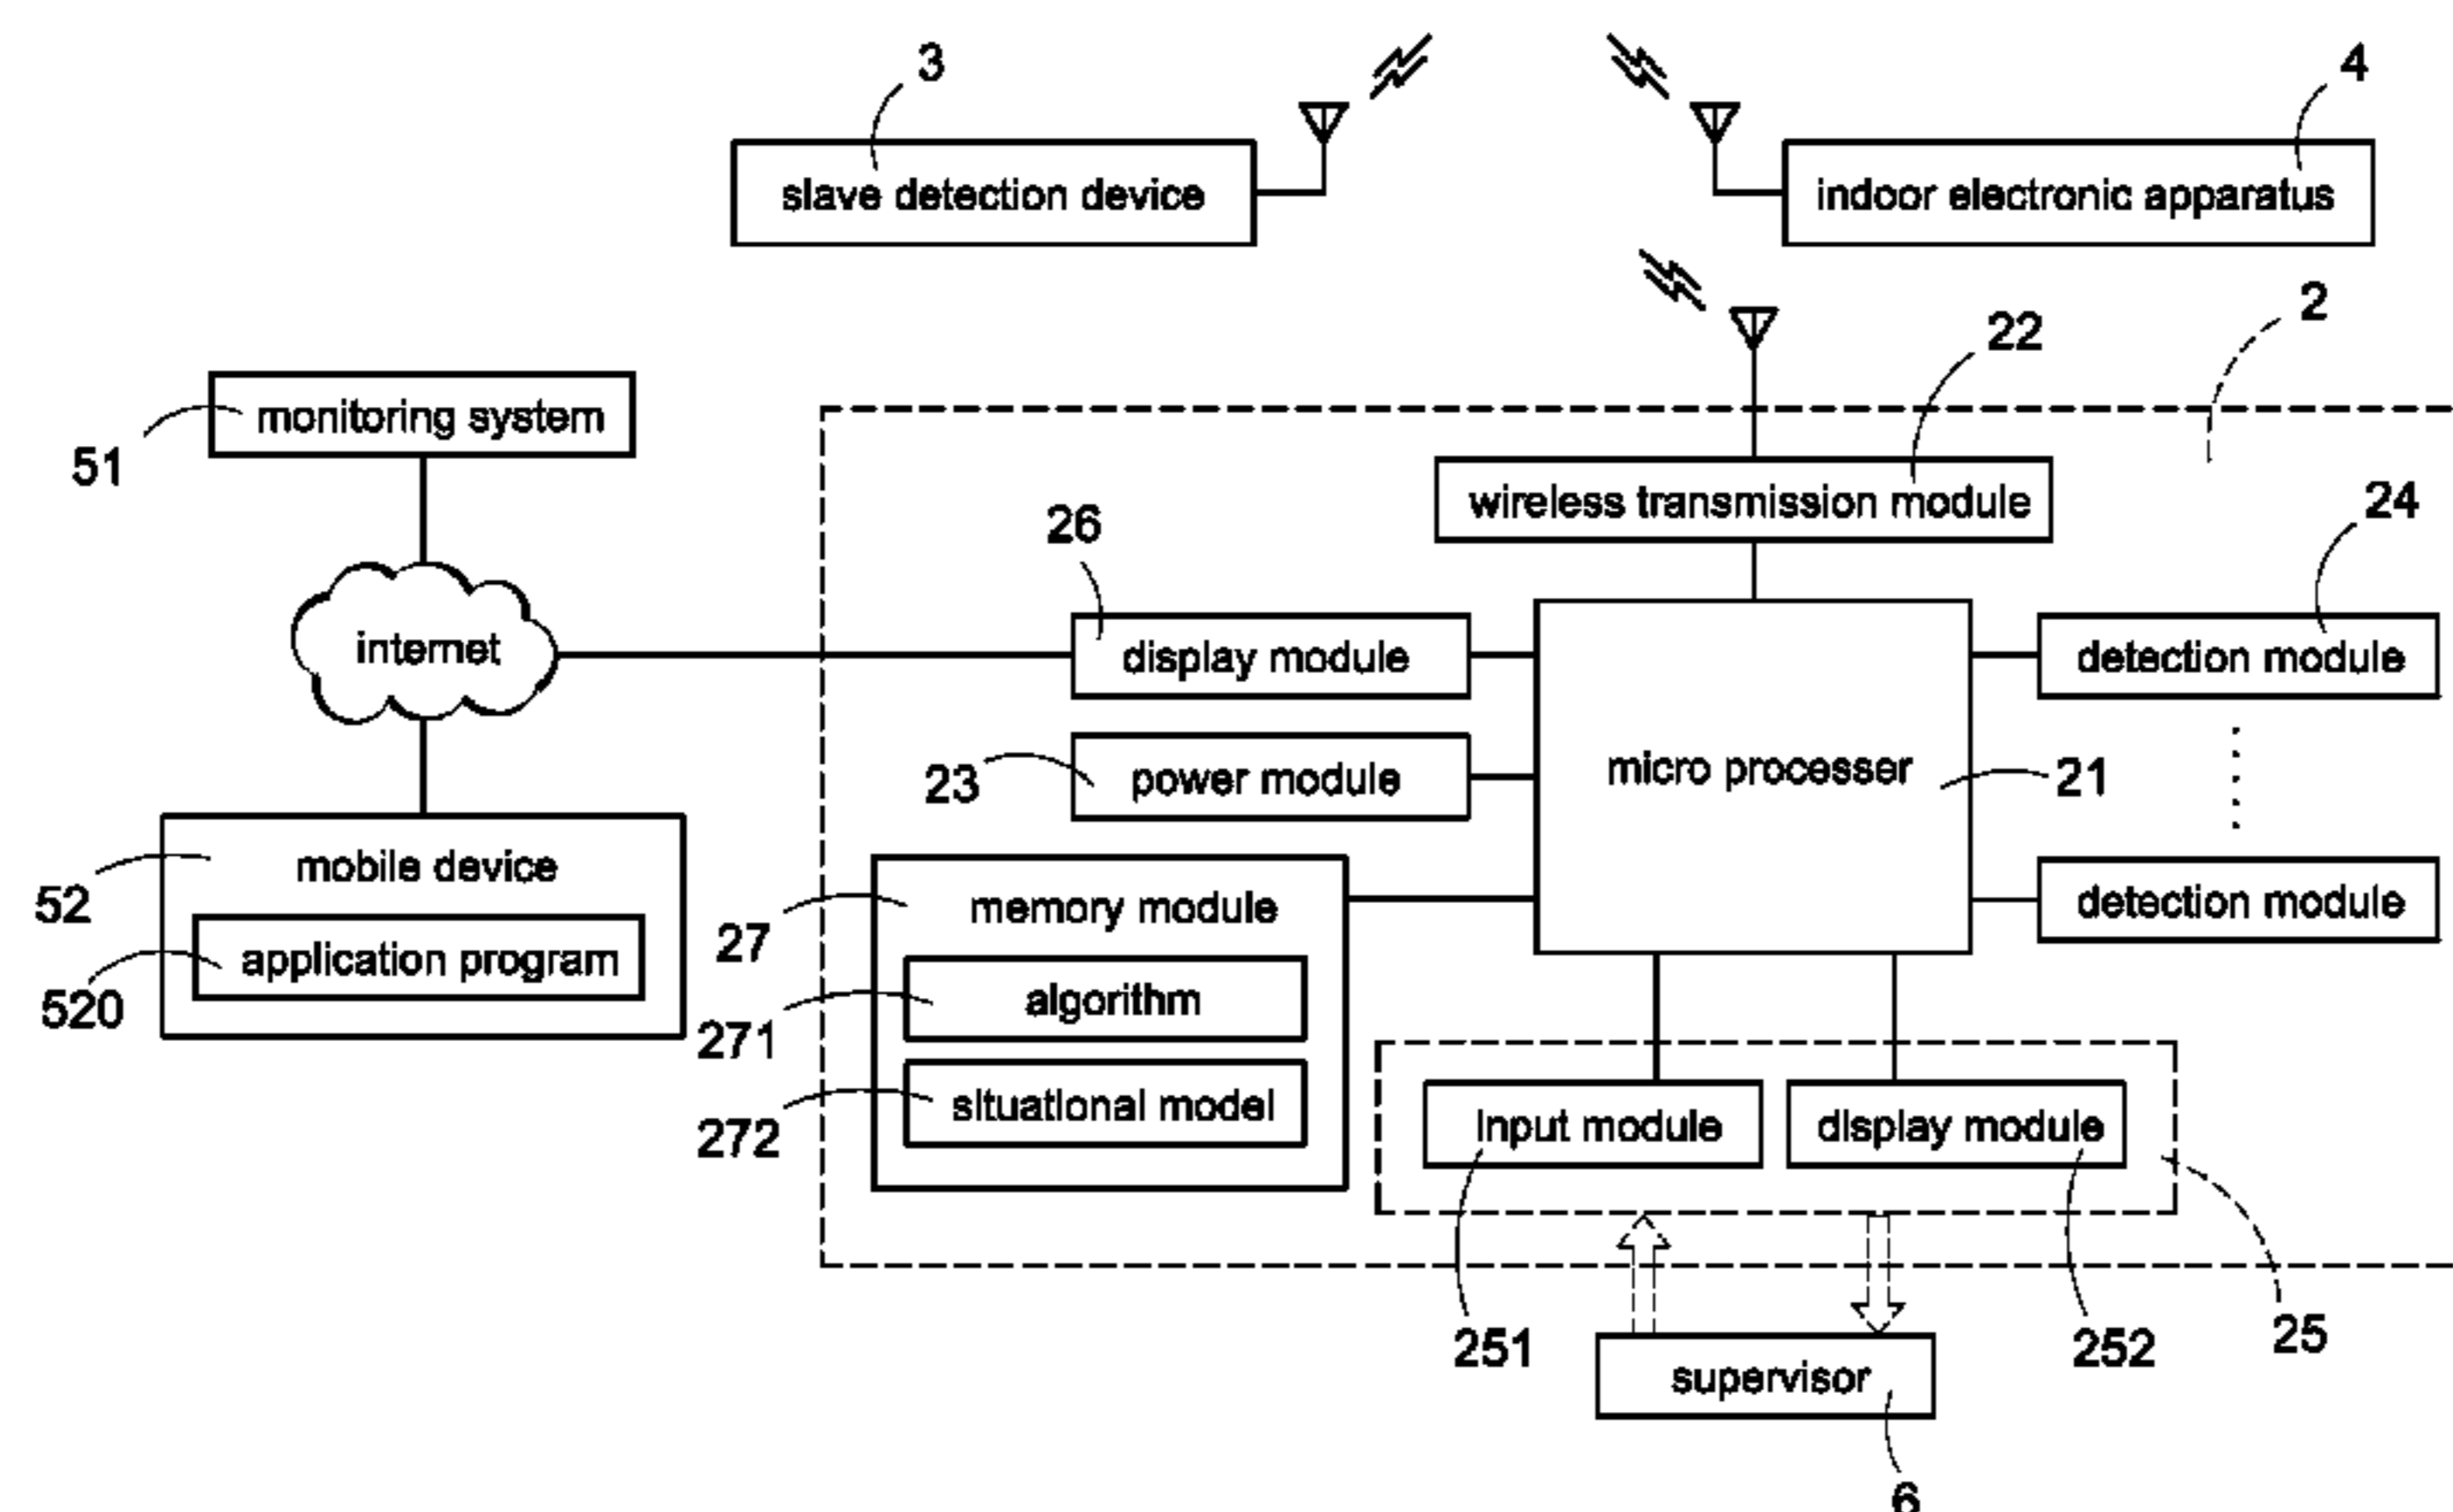 3
4
slave detection device
indoor electronic apparatus
2
22
monitoring system
51
wireless transmission module
24
26
internet
display module
detection module
23
power module
micro processer
21
mobile device
52
memory module
27
detection module
application program
520
algorithm
271
situational model
272
input module
display module
251
252
25
supervisor
6